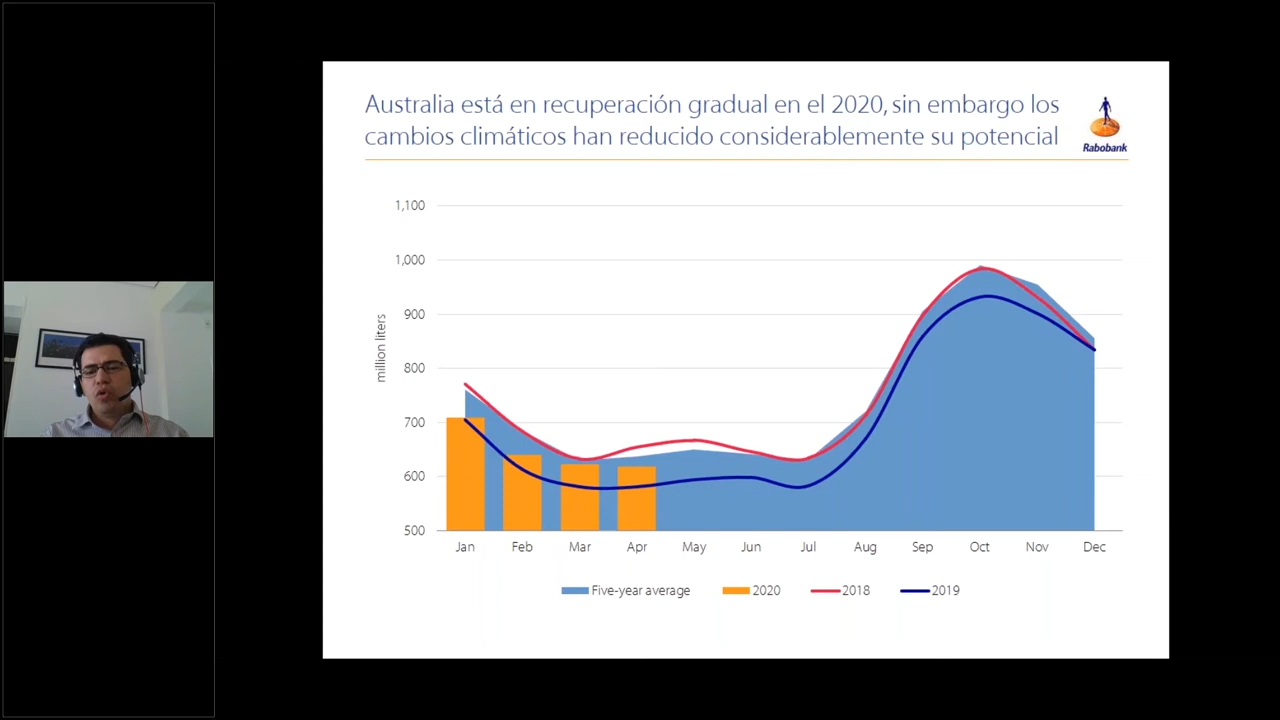 Australia está en recuperación gradual en el 2020, sin embargo los
cambios climáticos han reducido considerablemente su potencial
Rabobank
1,100
1,000
900
800
700
600
500
million liters
Jan Feb Mar Apr May Jun Jul Aug Sep Oct Nov Dec
Five-year average 2020 2018 2019